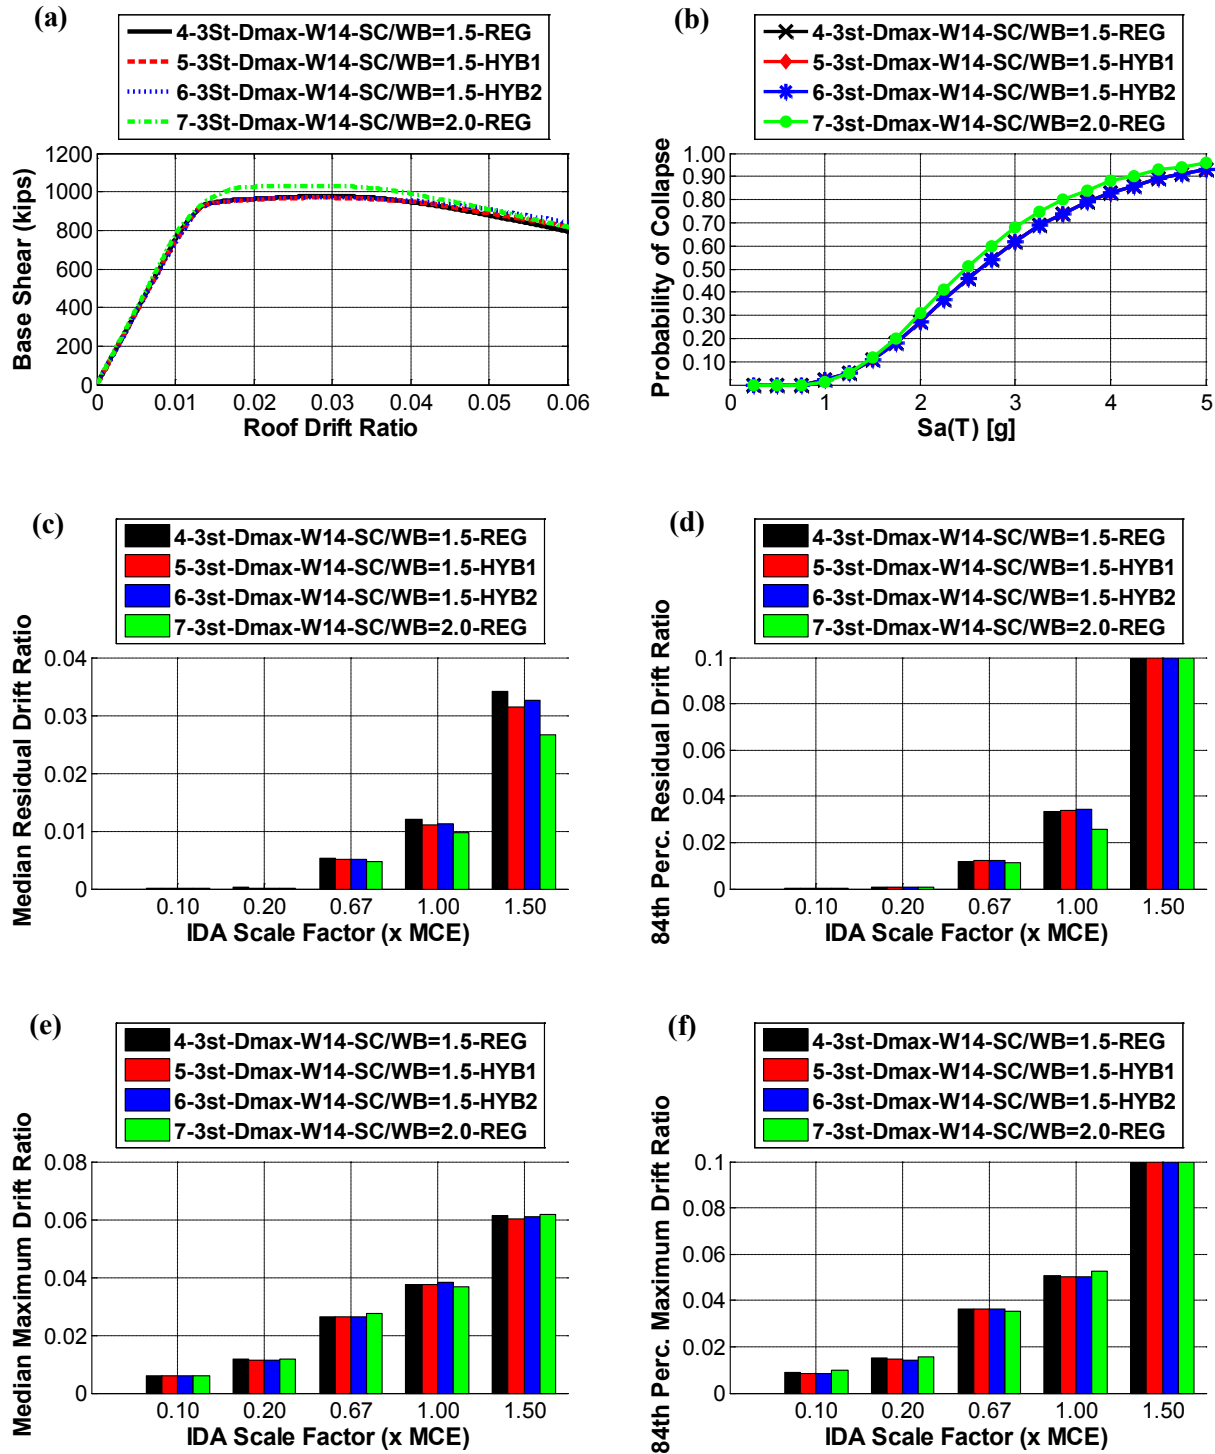 (a)
4-3St-Dmax-W14-SC/WB=1.5-REG
5-3St-Dmax-W14-SC/WB=1.5-HYB1
6-3St-Dmax-W14-SC/WB=1.5-HYB2
7-3St-Dmax-W14-SC/WB=2.0-REG
Base Shear (kips)
1200
1000
800
600
400
200
0
0 0.01 0.02 0.03 0.04 0.05 0.06
Roof Drift Ratio
(b)
4-3st-Dmax-W14-SC/WB=1.5-REG
5-3st-Dmax-W14-SC/WB=1.5-HYB1
6-3st-Dmax-W14-SC/WB=1.5-HYB2
7-3st-Dmax-W14-SC/WB=2.0-REG
Probability of Collapse
1.00
0.90
0.80
0.70
0.60
0.50
0.40
0.30
0.20
0.10
0 1 2 3 4 5
Sa(T) [g]
(c)
4-3st-Dmax-W14-SC/WB=1.5-REG
5-3st-Dmax-W14-SC/WB=1.5-HYB1
6-3st-Dmax-W14-SC/WB=1.5-HYB2
7-3st-Dmax-W14-SC/WB=2.0-REG
Median Residual Drift Ratio
0.04
0.03
0.02
0.01
0
0.10 0.20 0.67 1.00 1.50
IDA Scale Factor (x MCE)
(d)
4-3st-Dmax-W14-SC/WB=1.5-REG
5-3st-Dmax-W14-SC/WB=1.5-HYB1
6-3st-Dmax-W14-SC/WB=1.5-HYB2
7-3st-Dmax-W14-SC/WB=2.0-REG
84th Perc. Residual Drift Ratio
0.1
0.08
0.06
0.04
0.02
0
0.10 0.20 0.67 1.00 1.50
IDA Scale Factor (x MCE)
(e)
4-3st-Dmax-W14-SC/WB=1.5-REG
5-3st-Dmax-W14-SC/WB=1.5-HYB1
6-3st-Dmax-W14-SC/WB=1.5-HYB2
7-3st-Dmax-W14-SC/WB=2.0-REG
Median Maximum Drift Ratio
0.08
0.06
0.04
0.02
0
0.10 0.20 0.67 1.00 1.50
IDA Scale Factor (x MCE)
(f)
4-3st-Dmax-W14-SC/WB=1.5-REG
5-3st-Dmax-W14-SC/WB=1.5-HYB1
6-3st-Dmax-W14-SC/WB=1.5-HYB2
7-3st-Dmax-W14-SC/WB=2.0-REG
84th Perc. Maximum Drift Ratio
0.1
0.08
0.06
0.04
0.02
0
0.10 0.20 0.67 1.00 1.50
IDA Scale Factor (x MCE)